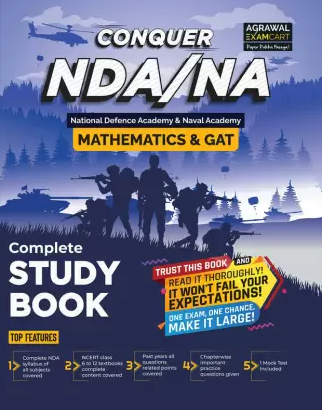 CONQUER
AGRAWAL
EXAMCART
Paper Pakka Fasega!
NDA/NA
National Defence Academy & Naval Academy
MATHEMATICS & GAT
Complete
STUDY
BOOK
TRUST THIS BOOK AND
READ IT THOROUGHLY!
IT WON'T FAIL YOUR
EXPECTATIONS!
ONE EXAM, ONE CHANCE,
MAKE IT LARGE!
TOP FEATURES
1
Complete NDA
syllabus of
all subjects
covered
2
NCERT class
6 to 12 textbooks
complete
content covered
3
Past years all
questions
related points
covered
4
Chapterwise
important
practice
questions given
5
1 Mock Test
Included